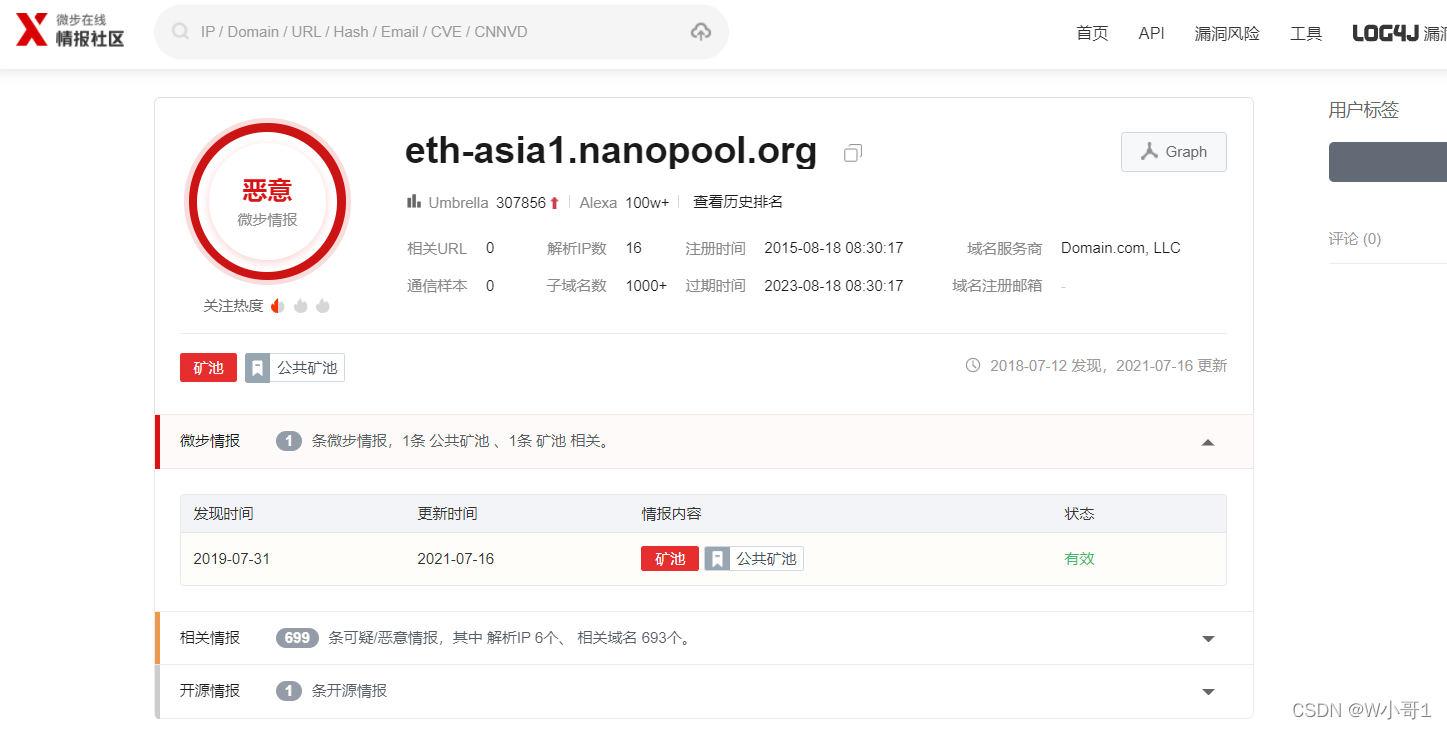 微步在线
情报社区
IP / Domain / URL / Hash / Email / CVE / CNNVD
首页 API 漏洞风险 工具 LOG4J 漏洞
恶意
微步情报
关注热度
eth-asia1.nanopool.org
Graph
Umbrella 307856 Alexa 100w+ 查看历史排名
相关URL 0 解析IP数 16 注册时间 2015-08-18 08:30:17 域名服务商 Domain.com, LLC
通信样本 0 子域名数 1000+ 过期时间 2023-08-18 08:30:17 域名注册邮箱 -
用户标签
评论 (0)
矿池 公共矿池 2018-07-12 发现，2021-07-16 更新
微步情报 1 条微步情报，1条 公共矿池 、1条 矿池 相关。
发现时间 更新时间 情报内容 状态
2019-07-31 2021-07-16 矿池 公共矿池 有效
相关情报 699 条可疑/恶意情报，其中 解析IP 6个、 相关域名 693个。
开源情报 1 条开源情报
CSDN @W小哥1